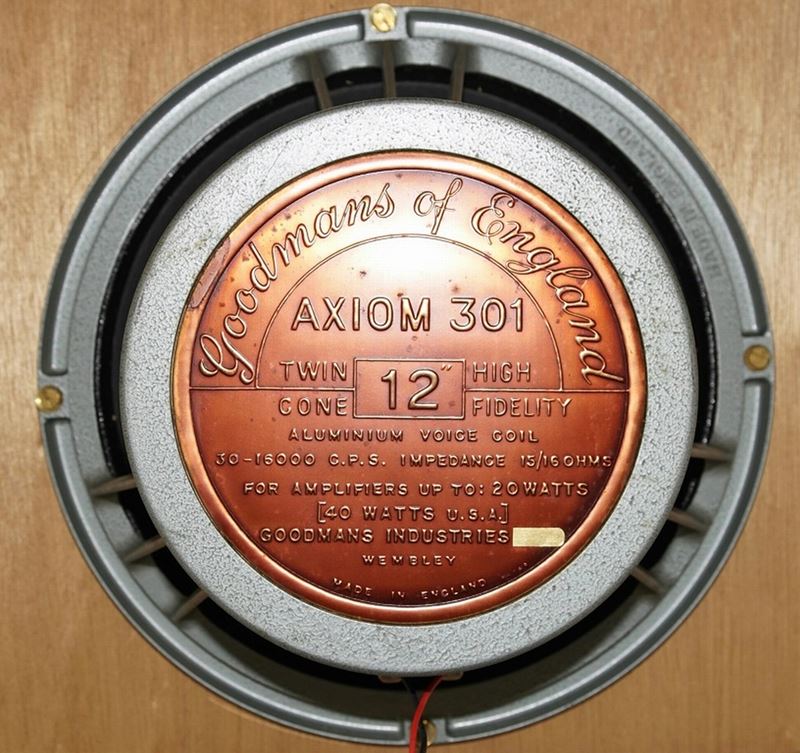 Goodmans of England
AXIOM 301
TWIN 12" HIGH
CONE FIDELITY
ALUMINIUM VOICE COIL
30-16000 C.P.S. IMPEDANCE 15/16 OHMS
FOR AMPLIFIERS UP TO: 20 WATTS
[40 WATTS U.S.A.]
GOODMANS INDUSTRIES
WEMBLEY
MADE IN ENGLAND
MADE IN ENGLAND